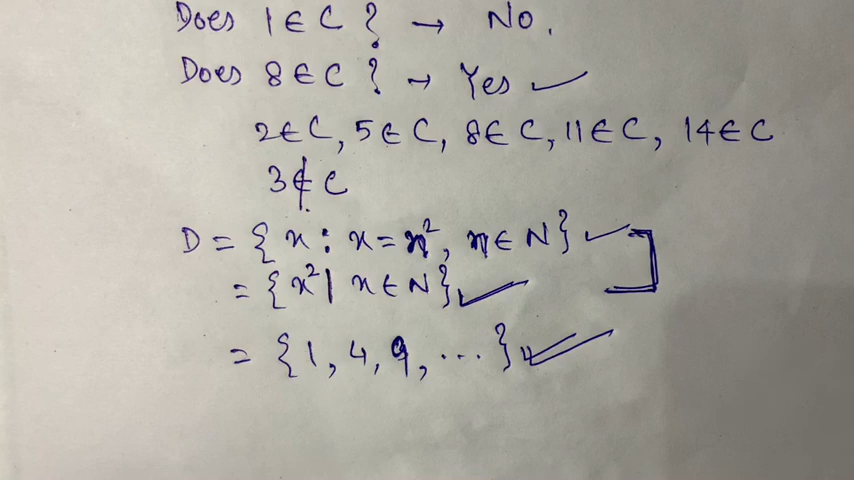 Does 1 ∈ C ? → No.
Does 8 ∈ C ? → Yes ✓
2 ∈ C, 5 ∈ C, 8 ∈ C, 11 ∈ C, 14 ∈ C
3 ∉ C
D = {x : x = n², n ∈ N} ✓
= {x² | x ∈ N} ✓
= {1, 4, 9, ...} ✓